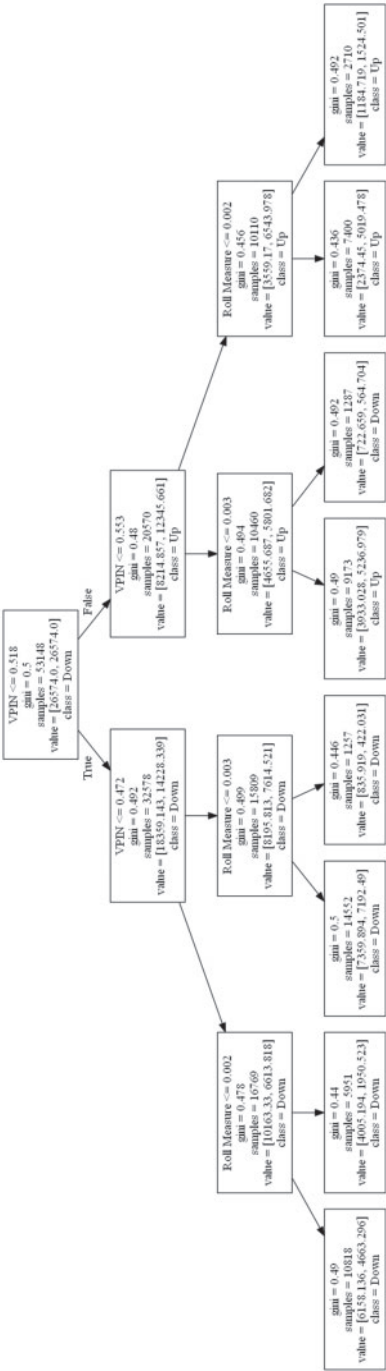 VPIN <= 0.518
gini = 0.5
samples = 53148
value = [26574.0, 26574.0]
class = Down
True
False
VPIN <= 0.472
gini = 0.492
samples = 32578
value = [18359.143, 14228.339]
class = Down
VPIN <= 0.553
gini = 0.48
samples = 20570
value = [8214.857, 12345.661]
class = Up
Roll Measure <= 0.002
gini = 0.478
samples = 16769
value = [10163.33, 6613.818]
class = Down
Roll Measure <= 0.003
gini = 0.499
samples = 15809
value = [8195.813, 7614.521]
class = Down
Roll Measure <= 0.003
gini = 0.494
samples = 10460
value = [4655.687, 5801.682]
class = Up
Roll Measure <= 0.002
gini = 0.456
samples = 10110
value = [3559.17, 6543.978]
class = Up
gini = 0.49
samples = 10818
value = [6158.136, 4663.296]
class = Down
gini = 0.44
samples = 5951
value = [4005.194, 1950.523]
class = Down
gini = 0.5
samples = 14552
value = [7359.894, 7192.49]
class = Down
gini = 0.446
samples = 1257
value = [835.919, 422.031]
class = Down
gini = 0.49
samples = 9173
value = [3933.028, 5236.979]
class = Up
gini = 0.492
samples = 1287
value = [722.659, 564.704]
class = Down
gini = 0.436
samples = 7400
value = [2374.45, 5019.478]
class = Up
gini = 0.492
samples = 2710
value = [1184.719, 1524.501]
class = Up